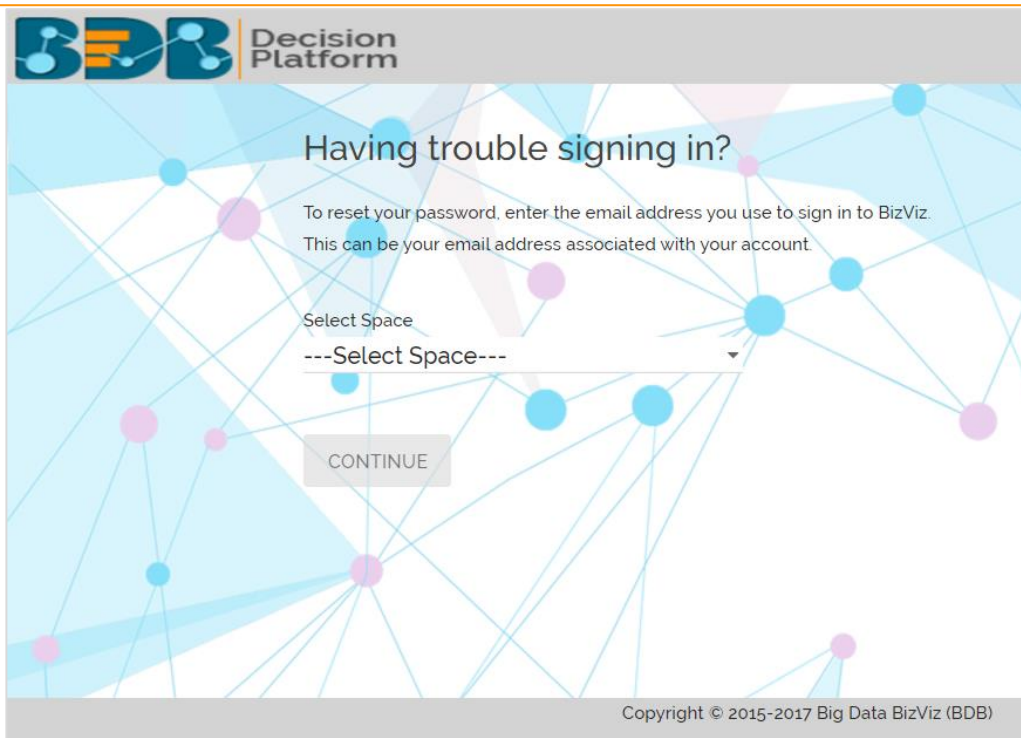 BDB
Decision
Platform
Having trouble signing in?
To reset your password, enter the email address you use to sign in to BizViz.
This can be your email address associated with your account.
Select Space
---Select Space---
CONTINUE
Copyright © 2015-2017 Big Data BizViz (BDB)